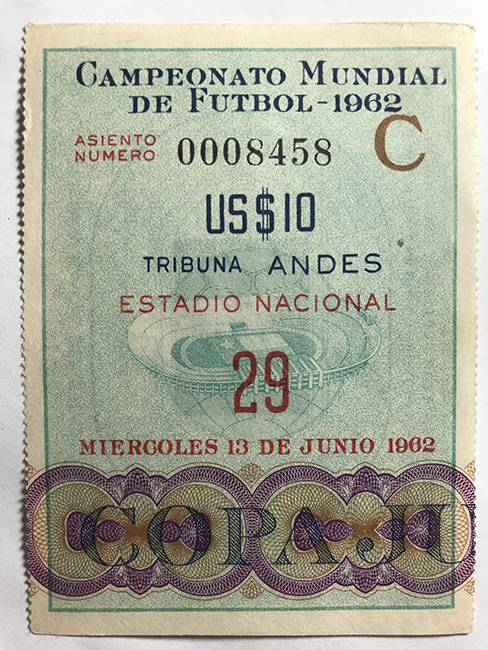 CAMPEONATO MUNDIAL
DE FUTBOL-1962
ASIENTO
NUMERO 0008458 C
US$10
TRIBUNA ANDES
ESTADIO NACIONAL
29
MIERCOLES 13 DE JUNIO 1962
COPA JU